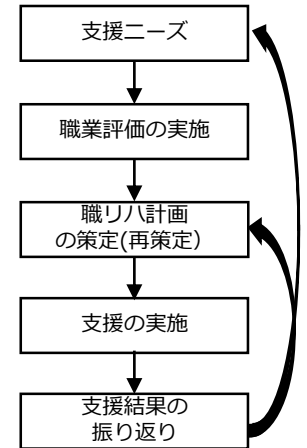 支援ニーズ
職業評価の実施
職リハ計画
の策定(再策定）
支援の実施
支援結果の
振り返り